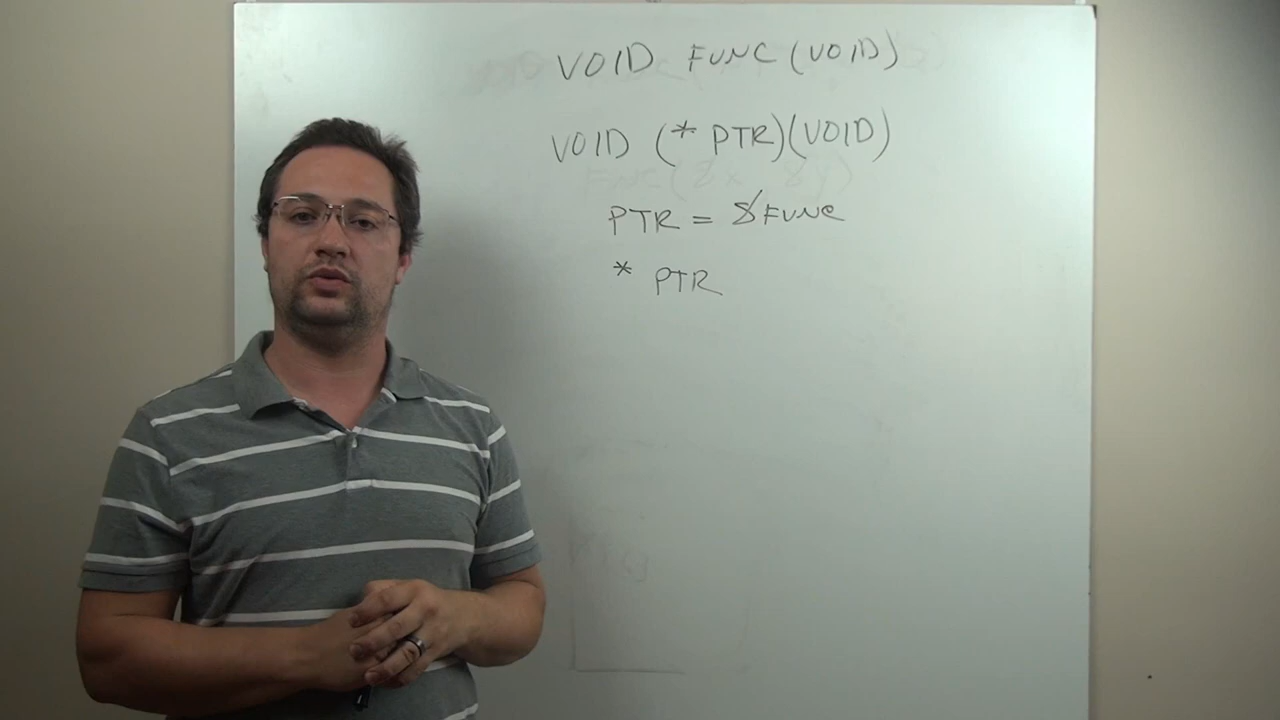 VOID FUNC (VOID)
VOID (* PTR)(VOID)
PTR = &FUNC
* PTR